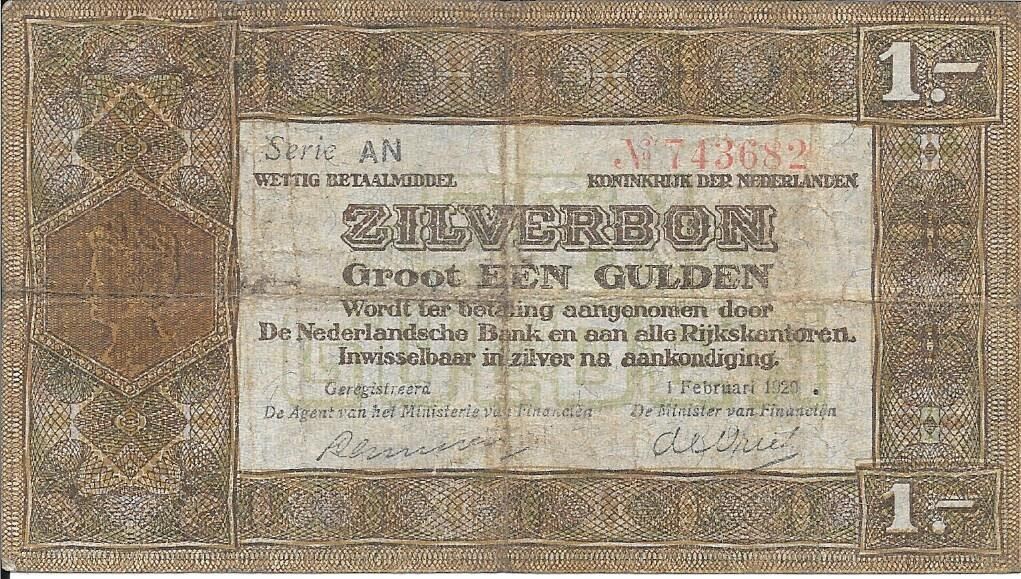 1.-
Serie AN
№ 743682
WETTIG BETAALMIDDEL
KONINKRIJK DER NEDERLANDEN
ZILVERBON
Groot EEN GULDEN
Wordt ter betaling aangenomen door
De Nederlandsche Bank en aan alle Rijkskantoren.
Inwisselbaar in zilver na aankondiging.
Geregistreerd
1 Februari 1920.
De Agent van het Ministerie van Financiën
De Minister van Financiën
de Vries
1.-